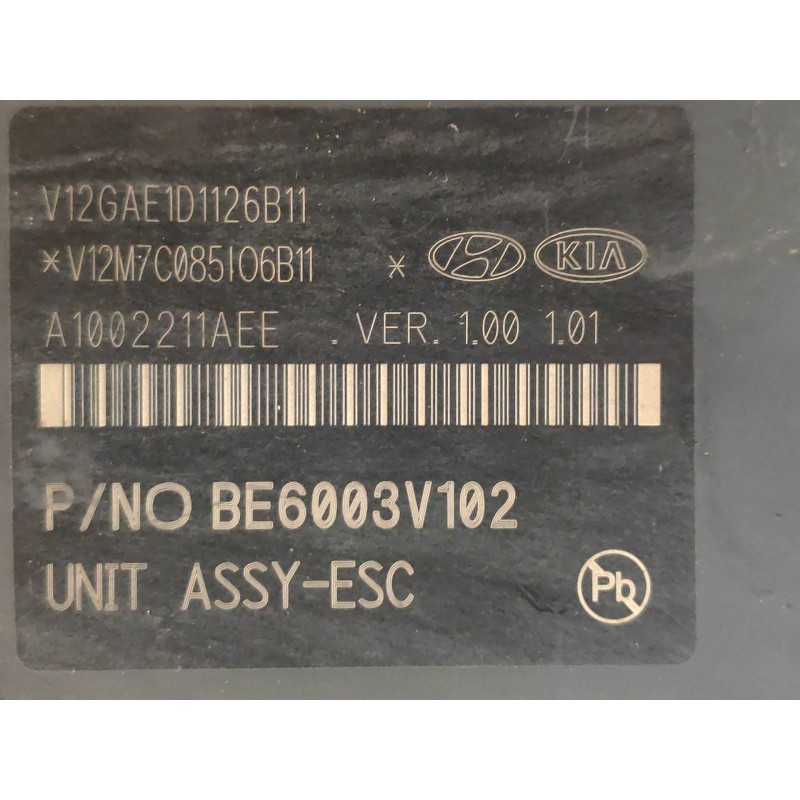 V12GAE1D1126B11
*V12M7C085I06B11 * KIA
A1002211AEE . VER. 1.00 1.01
P/NO BE6003V102
UNIT ASSY-ESC
Pb